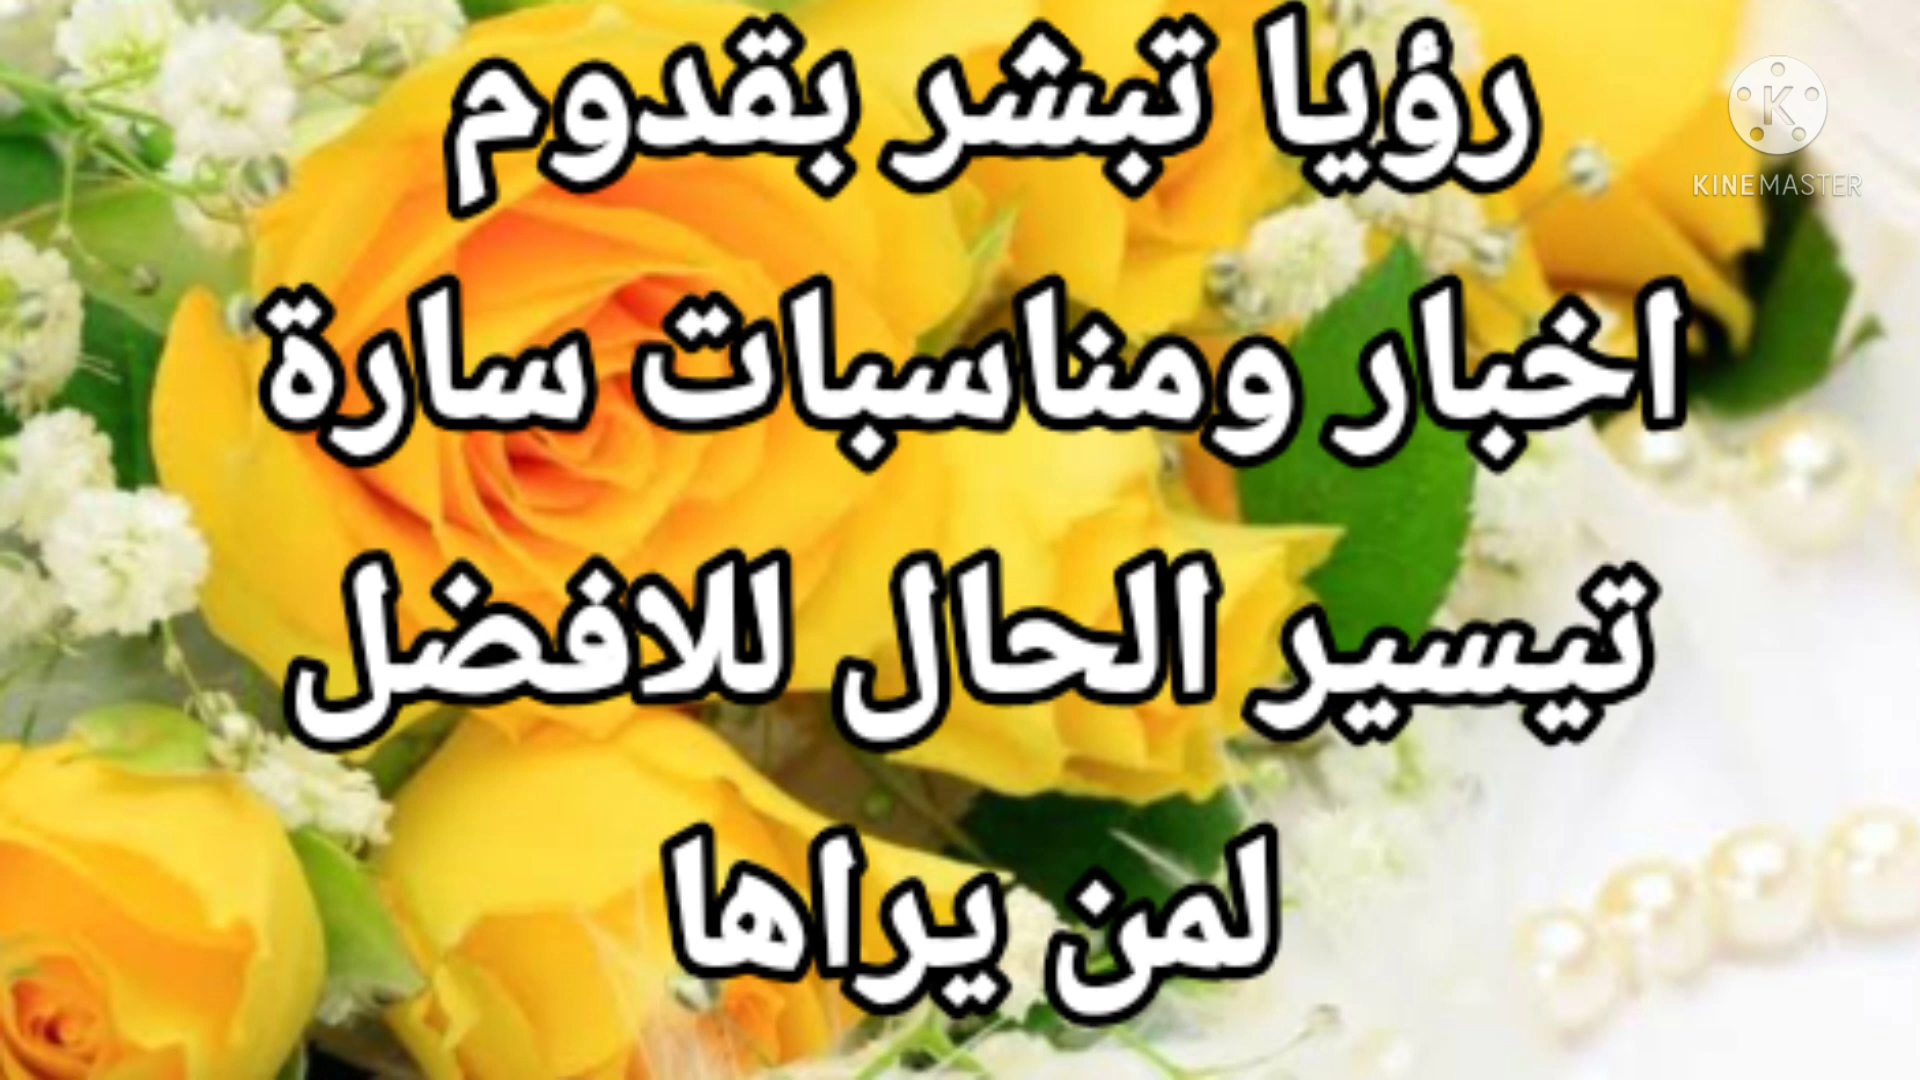 رؤيا تبشر بقدوم
اخبار ومناسبات سارة
تيسير الحال للافضل
لمن يراها
KINEMASTER